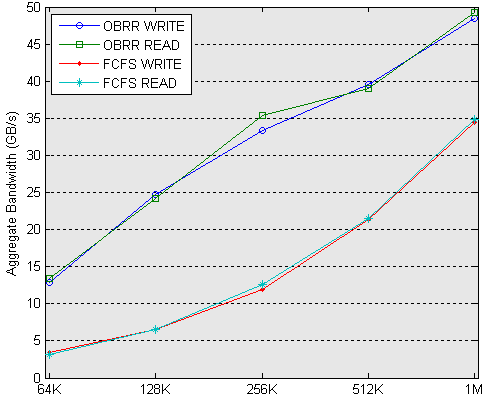 50
45
40
35
30
25
20
15
10
5
0
Aggregate Bandwidth (GB/s)
OBRR WRITE
OBRR READ
FCFS WRITE
FCFS READ
64K 128K 256K 512K 1M